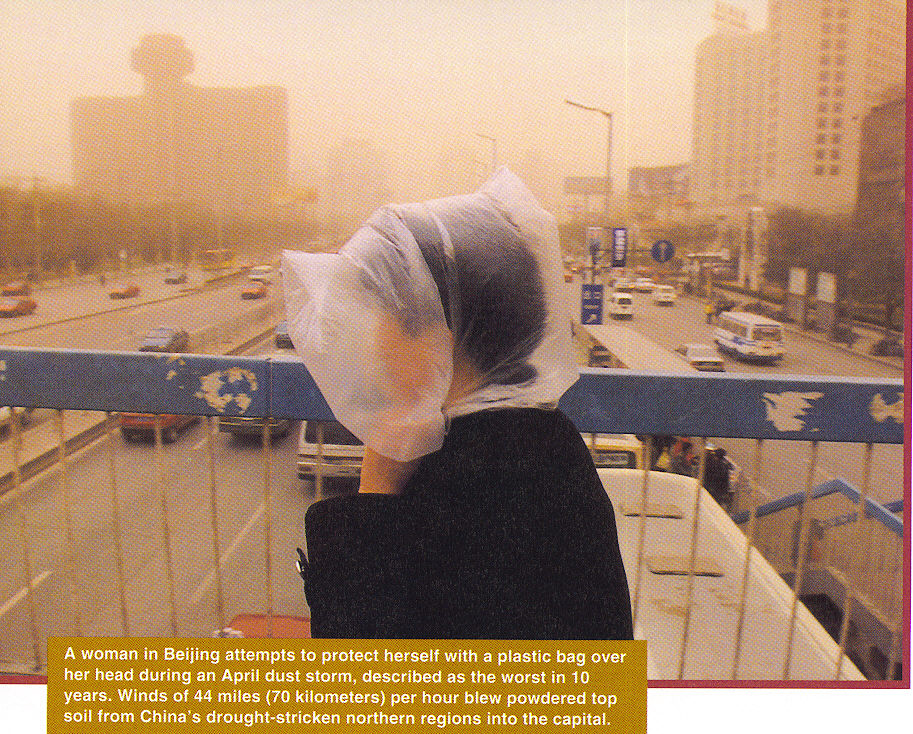 A woman in Beijing attempts to protect herself with a plastic bag over
her head during an April dust storm, described as the worst in 10
years. Winds of 44 miles (70 kilometers) per hour blew powdered top
soil from China's drought-stricken northern regions into the capital.